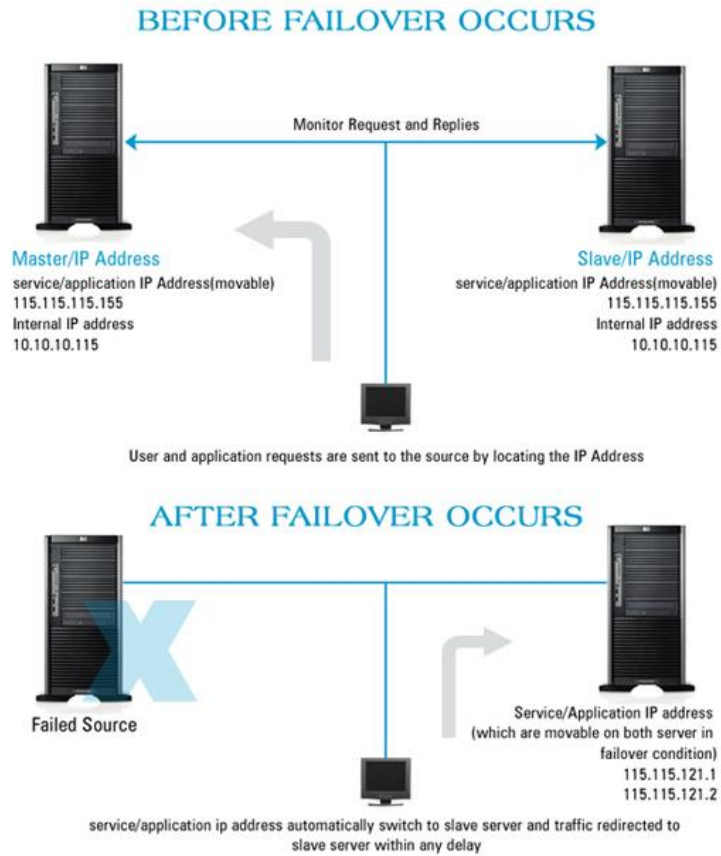 BEFORE FAILOVER OCCURS
Monitor Request and Replies
Master/IP Address
service/application IP Address(movable)
115.115.115.155
Internal IP address
10.10.10.115
Slave/IP Address
service/application IP Address(movable)
115.115.115.155
Internal IP address
10.10.10.115
User and application requests are sent to the source by locating the IP Address
AFTER FAILOVER OCCURS
X
Failed Source
Service/Application IP address
(which are movable on both server in
failover condition)
115.115.121.1
115.115.121.2
service/application ip address automatically switch to slave server and traffic redirected to
slave server within any delay